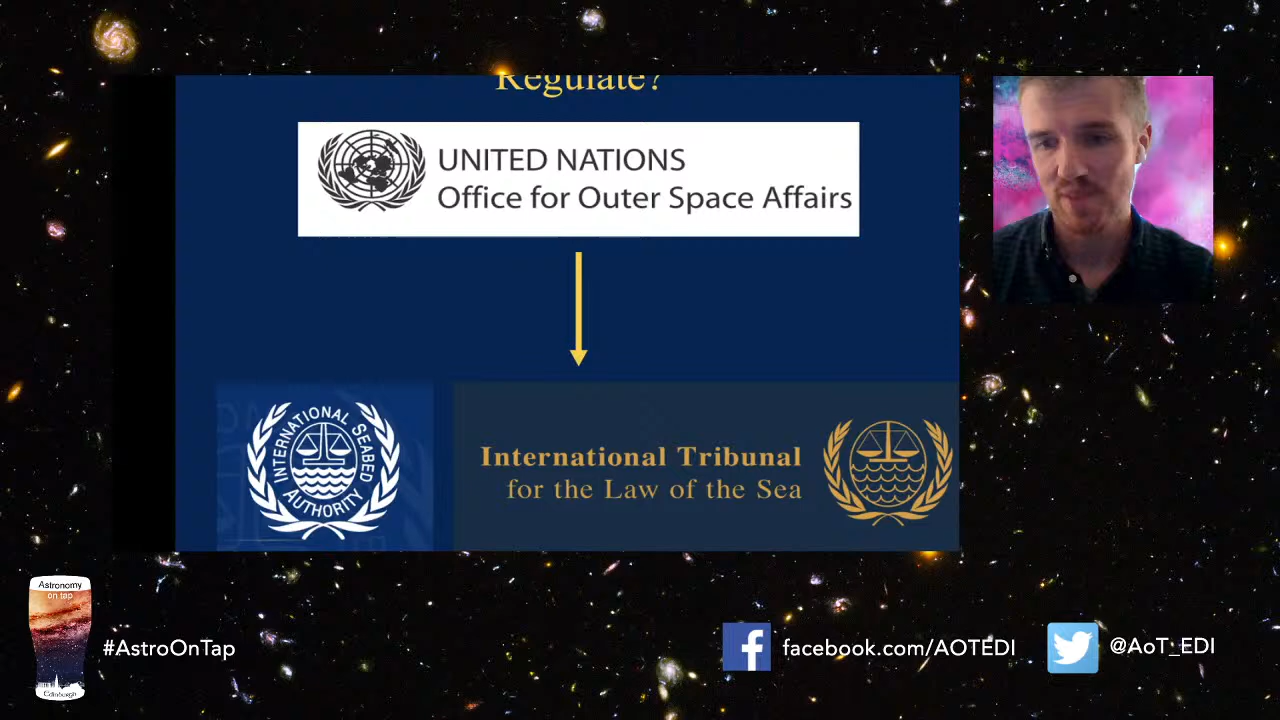 Regulate?
UNITED NATIONS
Office for Outer Space Affairs
INTERNATIONAL SEABED
AUTHORITY
International Tribunal
for the Law of the Sea
Astronomy
on tap
Edinburgh
#AstroOnTap
facebook.com/AOTEDI
@AoT_EDI